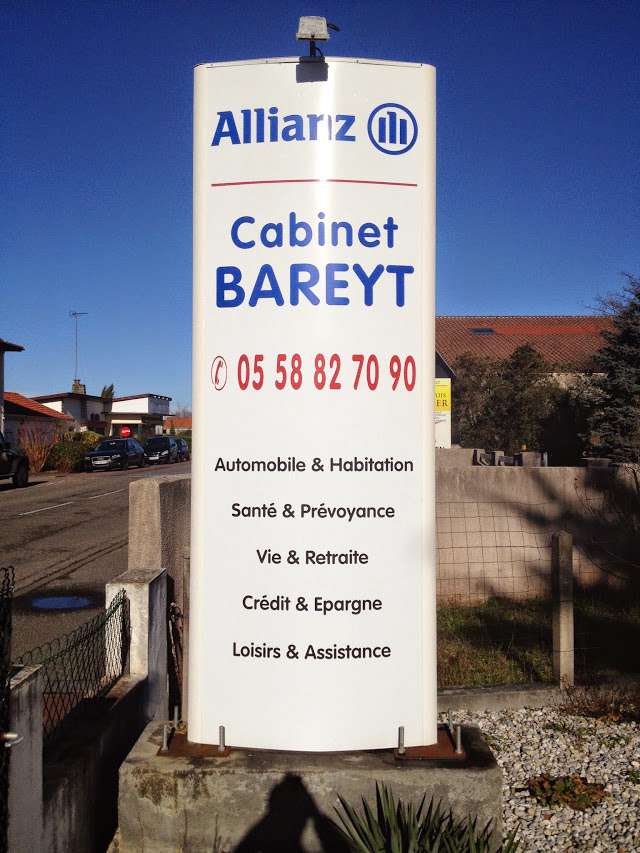 Allianz
Cabinet
BAREYT
05 58 82 70 90
Automobile & Habitation
Santé & Prévoyance
Vie & Retraite
Crédit & Epargne
Loisirs & Assistance